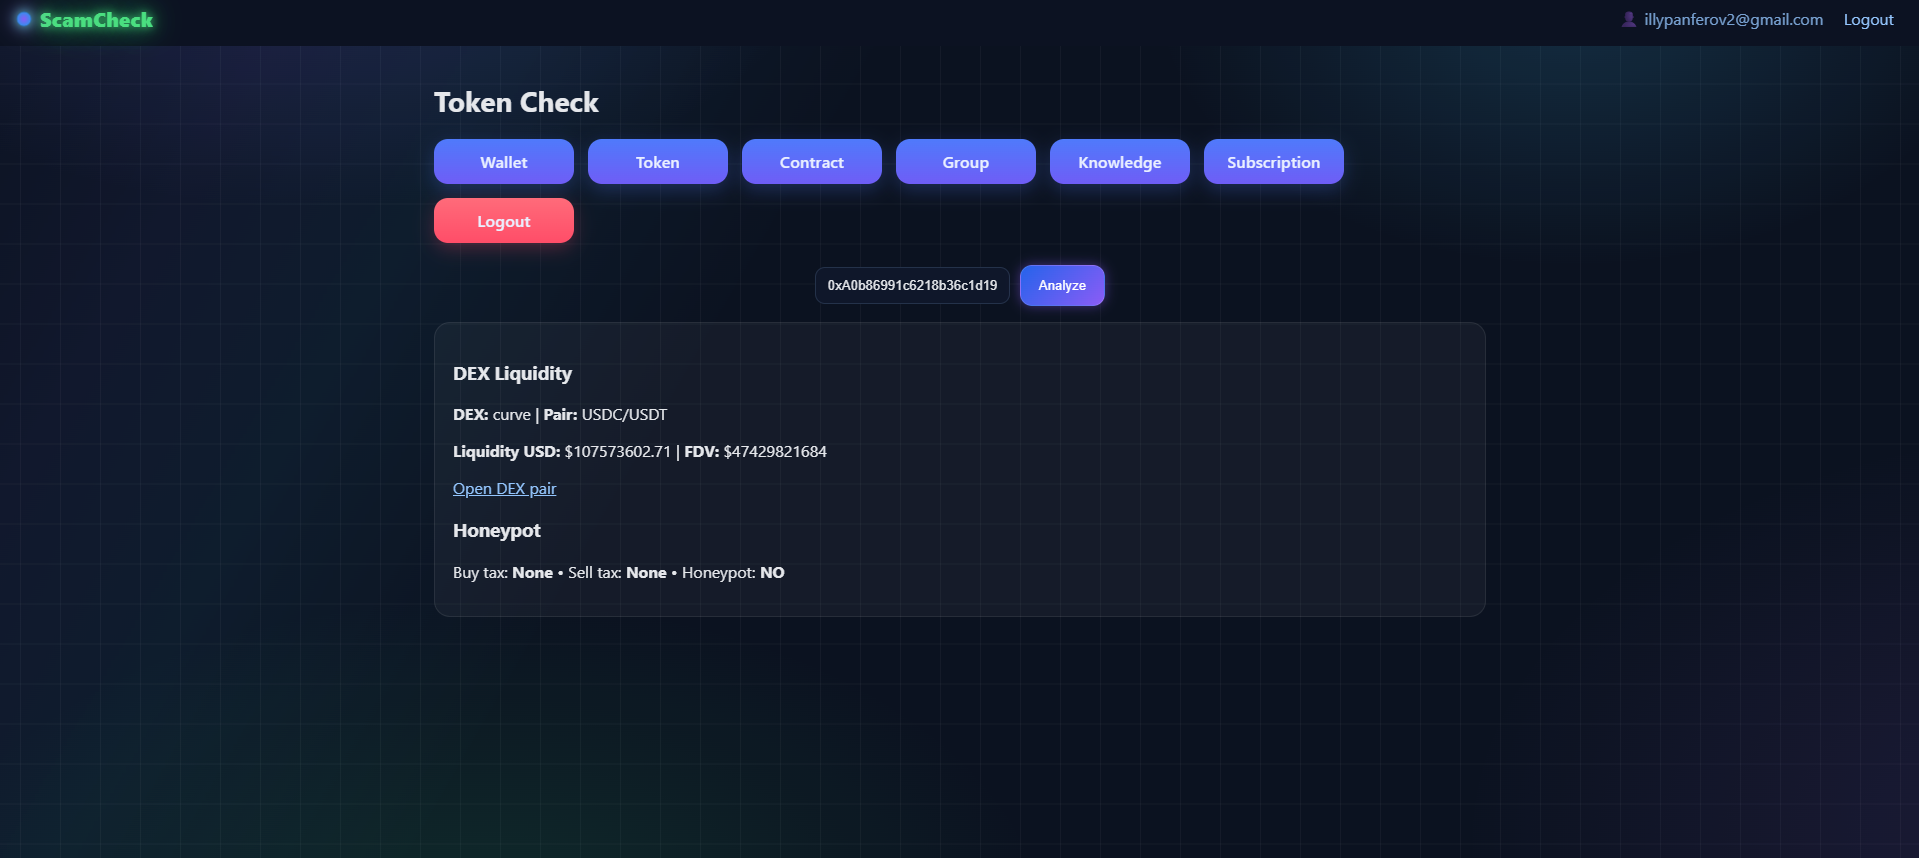 ScamCheck
illypanferov2@gmail.com Logout
Token Check
Wallet Token Contract Group Knowledge Subscription
Logout
0xA0b86991c6218b36c1d19 Analyze
DEX Liquidity
DEX: curve | Pair: USDC/USDT
Liquidity USD: $107573602.71 | FDV: $47429821684
Open DEX pair
Honeypot
Buy tax: None • Sell tax: None • Honeypot: NO